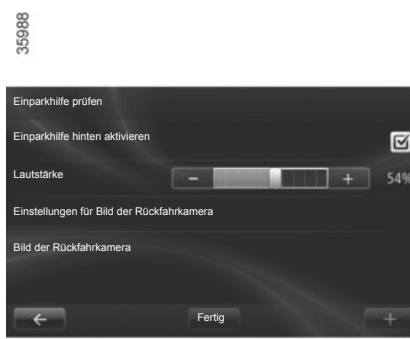 35988
Einparkhilfe prüfen
Einparkhilfe hinten aktivieren
Lautstärke - + 54%
Einstellungen für Bild der Rückfahrkamera
Bild der Rückfahrkamera
Fertig +